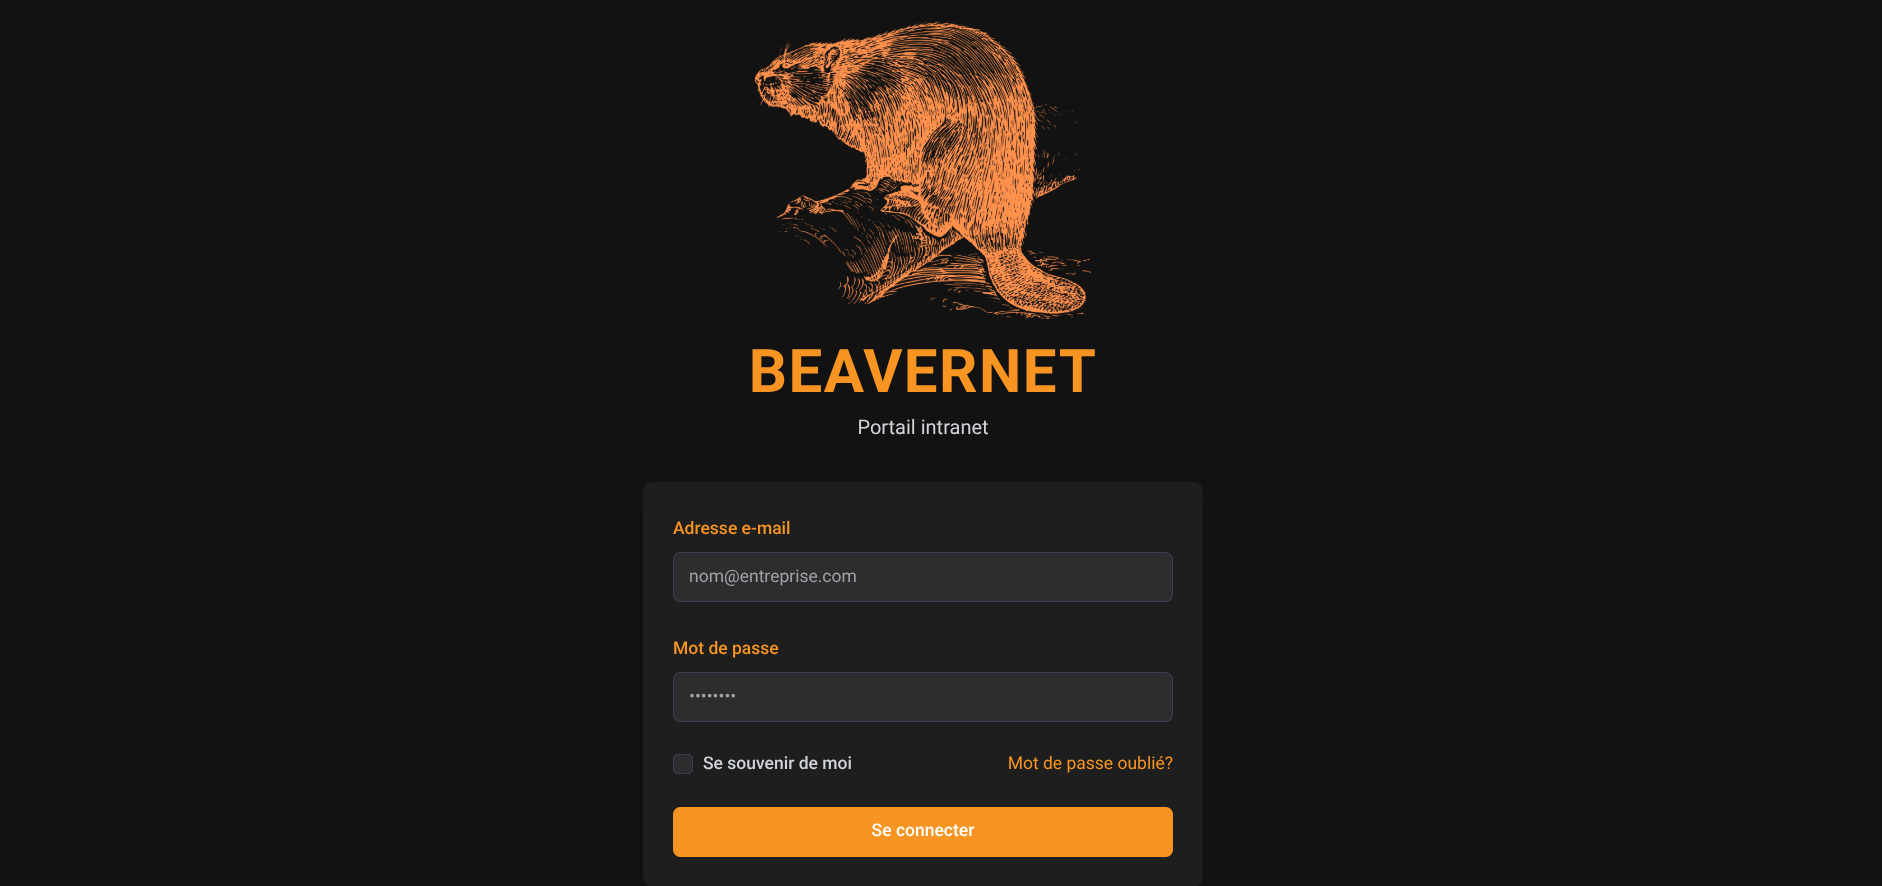 BEAVERNET
Portail intranet
Adresse e-mail
nom@entreprise.com
Mot de passe
••••••••
Se souvenir de moi
Mot de passe oublié?
Se connecter